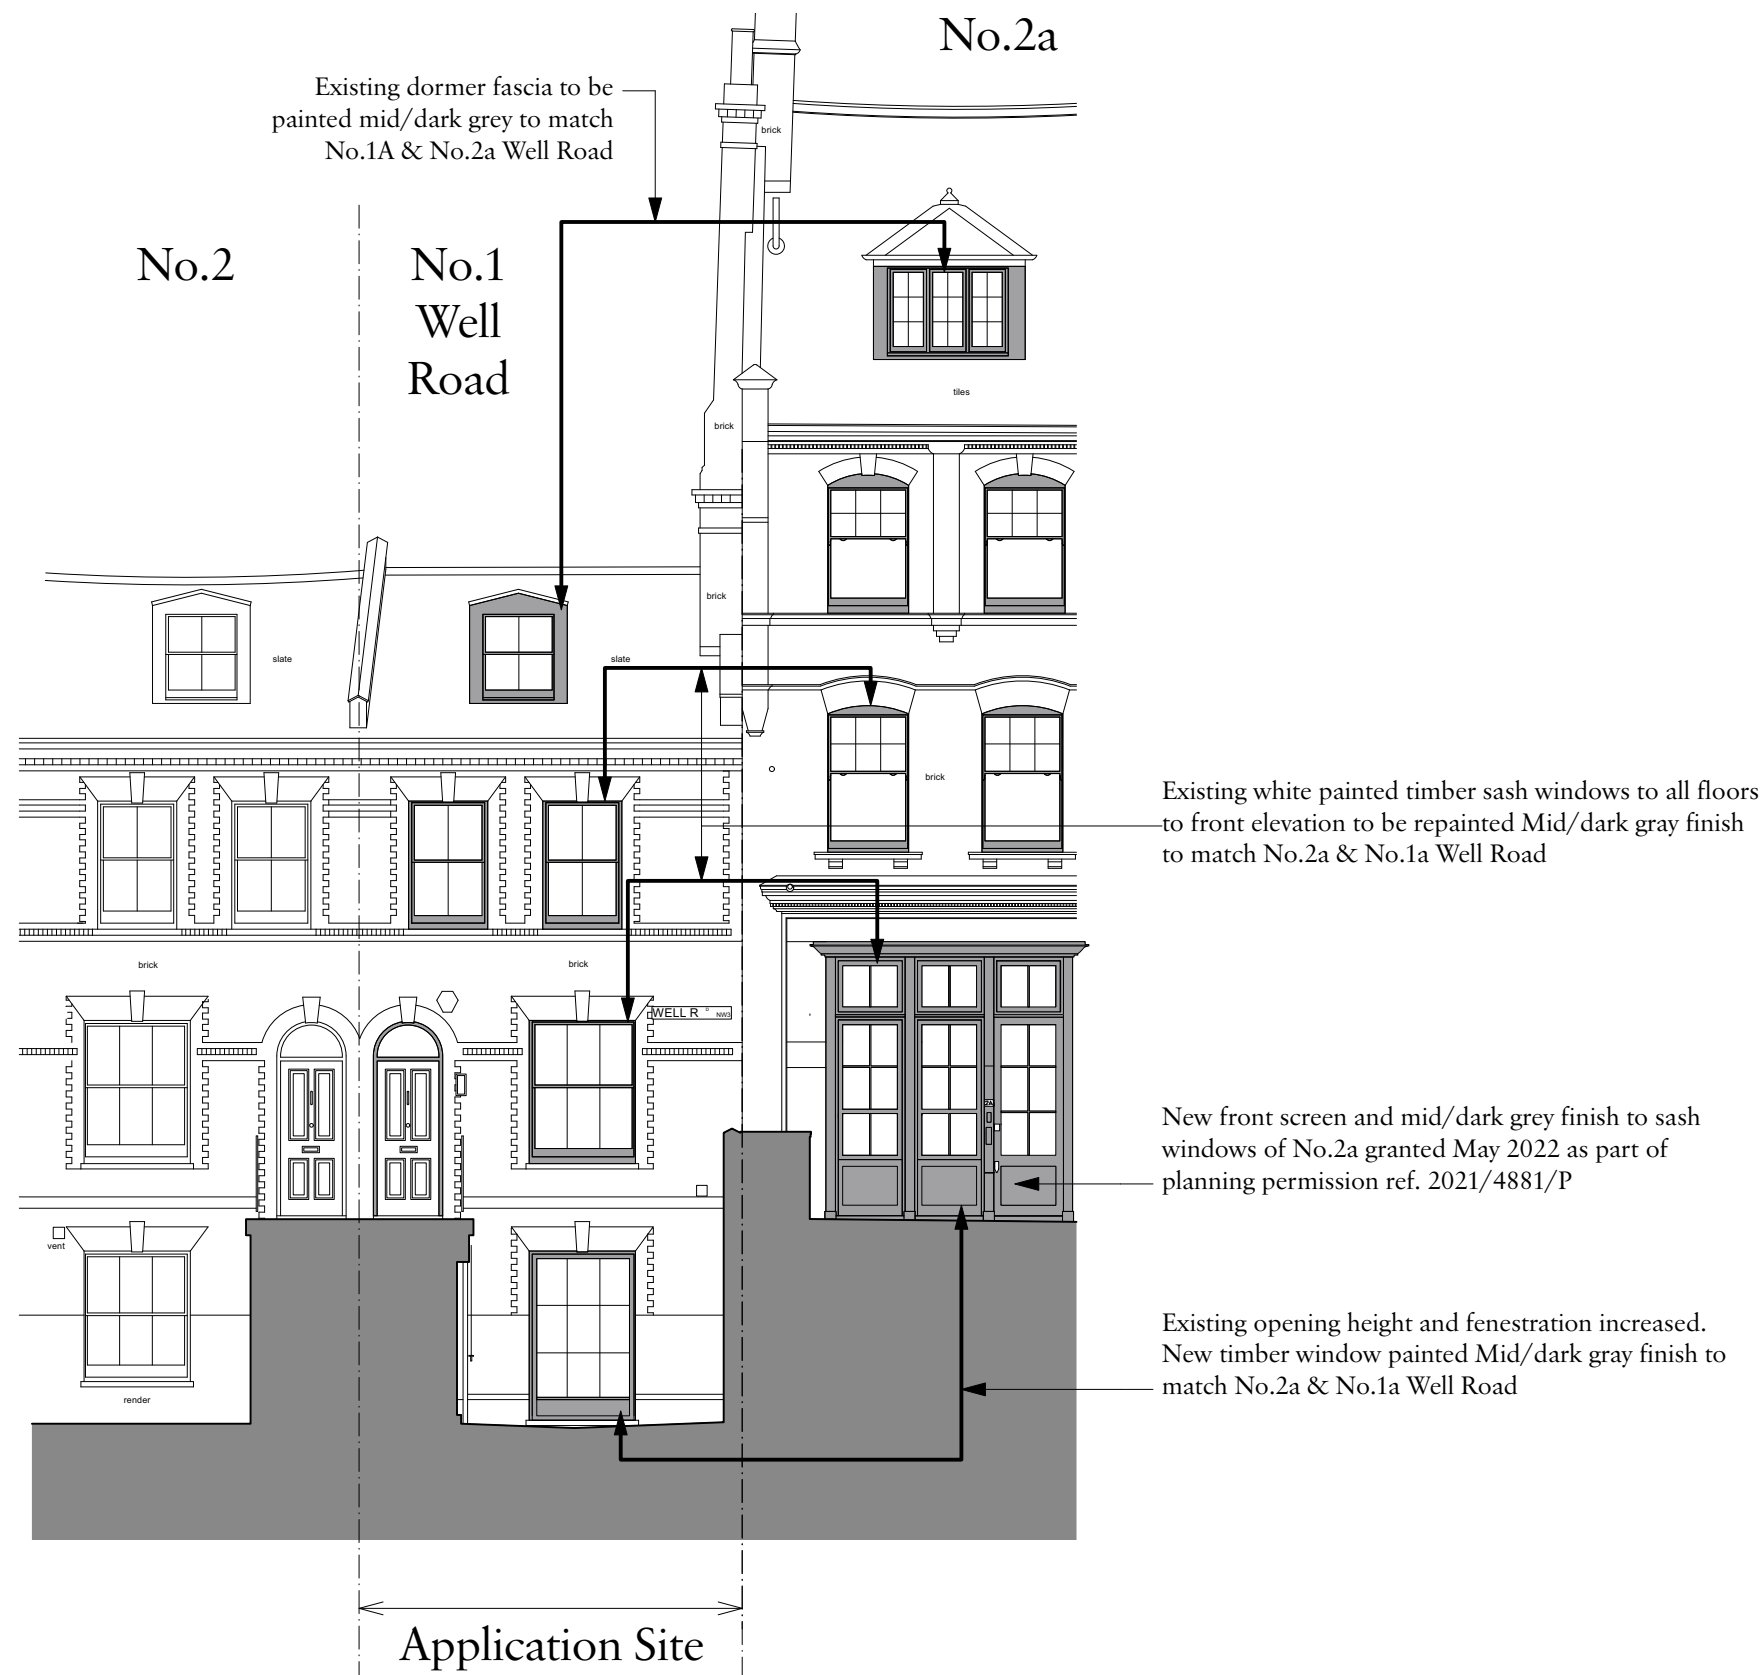 No.2a
Existing dormer fascia to be
painted mid/dark grey to match
No.1A & No.2a Well Road
brick
No.2
No.1
Well
Road
tiles
brick
brick
slate
slate
brick
Existing white painted timber sash windows to all floors
to front elevation to be repainted Mid/dark gray finish
to match No.2a & No.1a Well Road
brick
brick
WELL R D NW3
2A
New front screen and mid/dark grey finish to sash
windows of No.2a granted May 2022 as part of
planning permission ref. 2021/4881/P
vent
Existing opening height and fenestration increased.
New timber window painted Mid/dark gray finish to
match No.2a & No.1a Well Road
render
Application Site